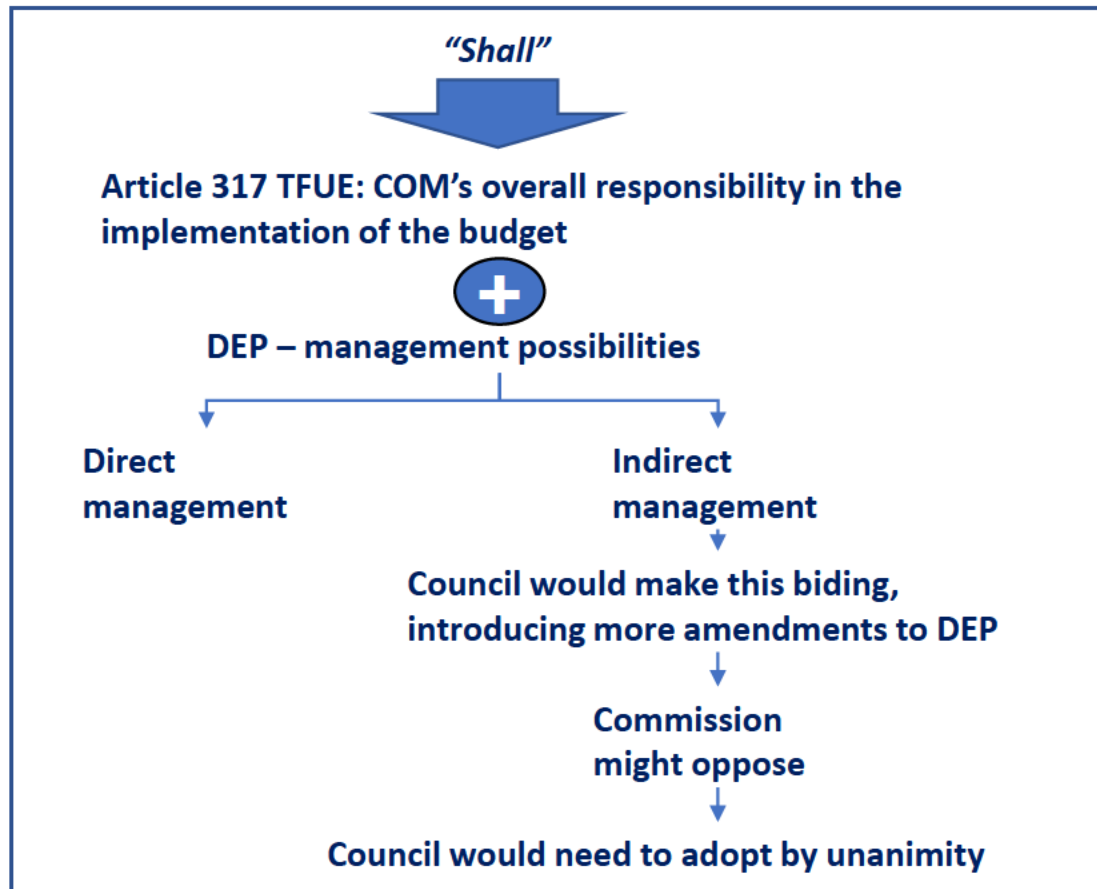 “Shall”
Article 317 TFUE: COM’s overall responsibility in the
implementation of the budget
+
DEP – management possibilities
Direct
management
Indirect
management
Council would make this biding,
introducing more amendments to DEP
Commission
might oppose
Council would need to adopt by unanimity